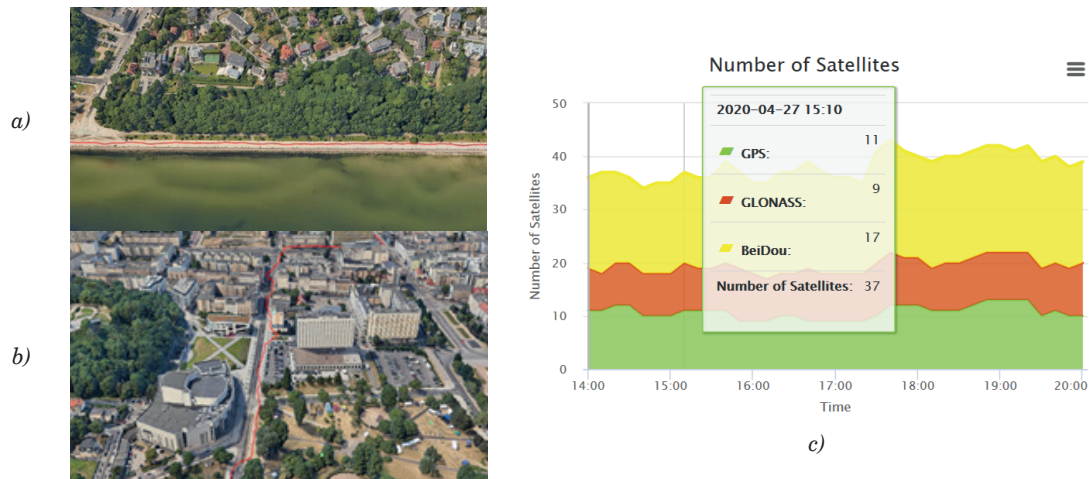 a)
b)
Number of Satellites
Number of Satellites
50
40
30
20
10
0
2020-04-27 15:10
GPS: 11
GLONASS: 9
BeiDou: 17
Number of Satellites: 37
14:00 15:00 16:00 17:00 18:00 19:00 20:00
Time
c)